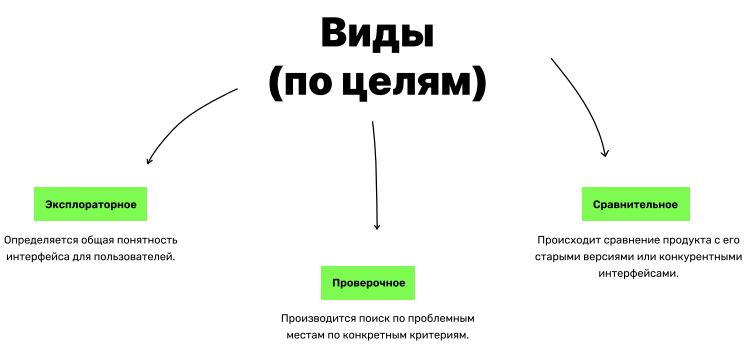 Виды
(по целям)
Эксплораторное
Определяется общая понятность
интерфейса для пользователей.
Проверочное
Производится поиск по проблемным
местам по конкретным критериям.
Сравнительное
Происходит сравнение продукта с его
старыми версиями или конкурентными
интерфейсами.